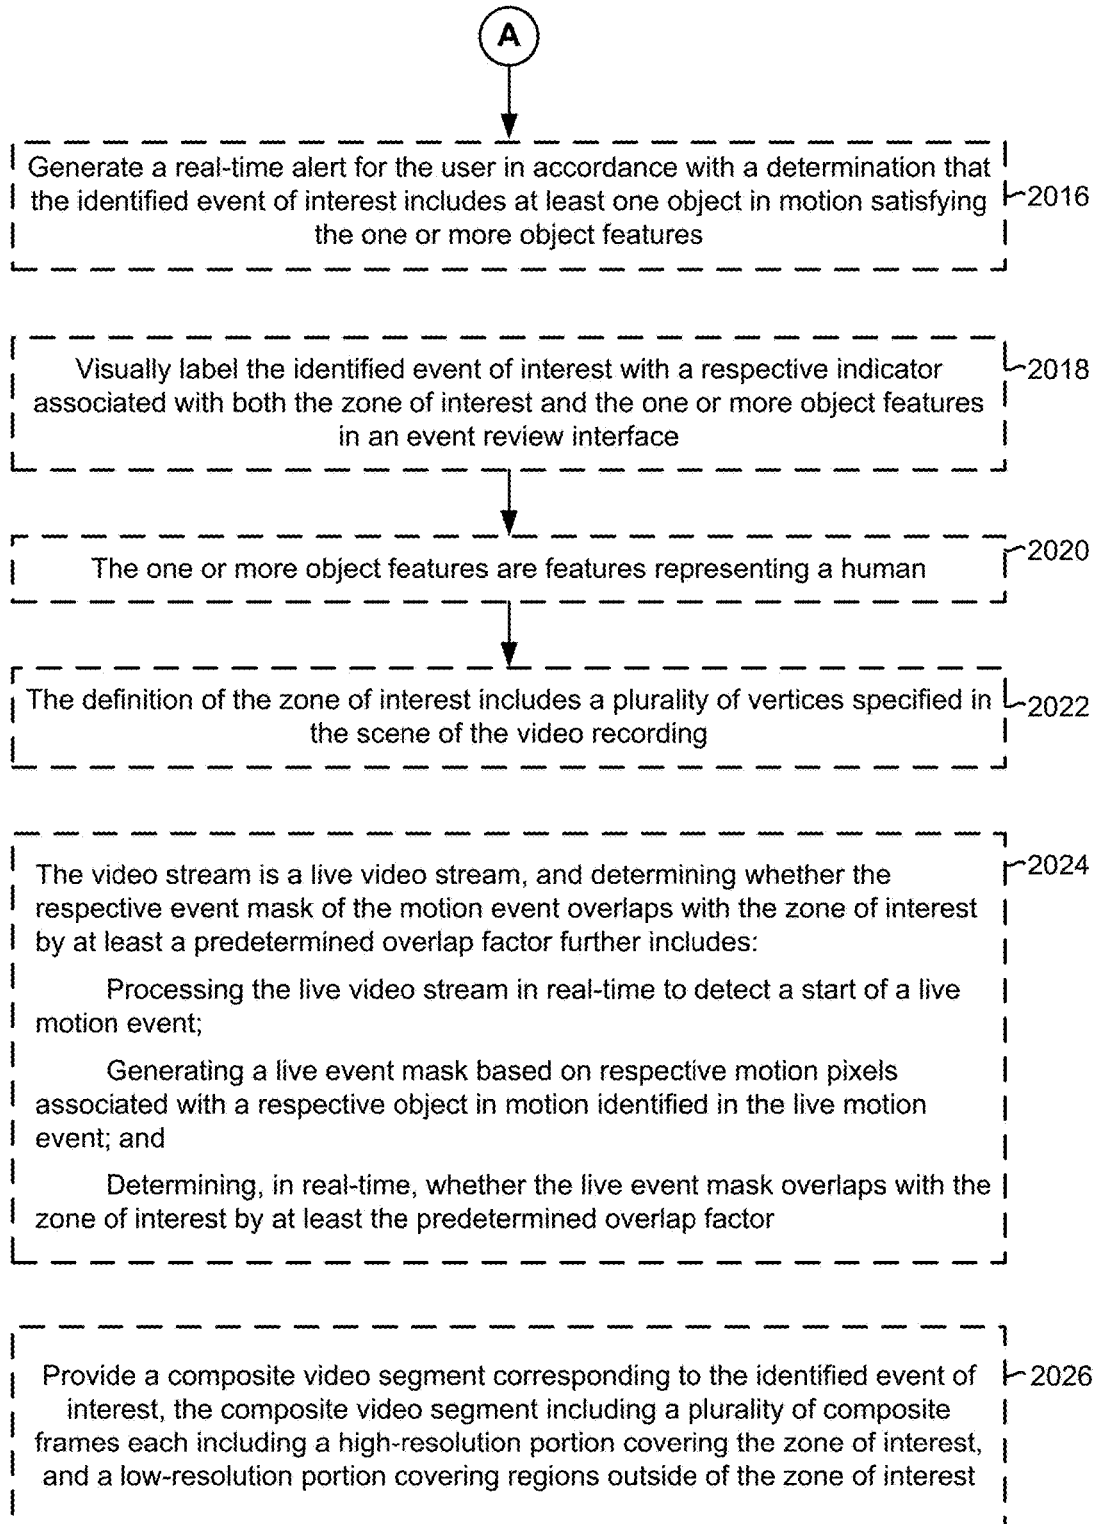 A
Generate a real-time alert for the user in accordance with a determination that
the identified event of interest includes at least one object in motion satisfying
the one or more object features
2016
Visually label the identified event of interest with a respective indicator
associated with both the zone of interest and the one or more object features
in an event review interface
2018
The one or more object features are features representing a human
2020
The definition of the zone of interest includes a plurality of vertices specified in
the scene of the video recording
2022
The video stream is a live video stream, and determining whether the
respective event mask of the motion event overlaps with the zone of interest
by at least a predetermined overlap factor further includes:
Processing the live video stream in real-time to detect a start of a live
motion event;
Generating a live event mask based on respective motion pixels
associated with a respective object in motion identified in the live motion
event; and
Determining, in real-time, whether the live event mask overlaps with the
zone of interest by at least the predetermined overlap factor
2024
Provide a composite video segment corresponding to the identified event of
interest, the composite video segment including a plurality of composite
frames each including a high-resolution portion covering the zone of interest,
and a low-resolution portion covering regions outside of the zone of interest
2026